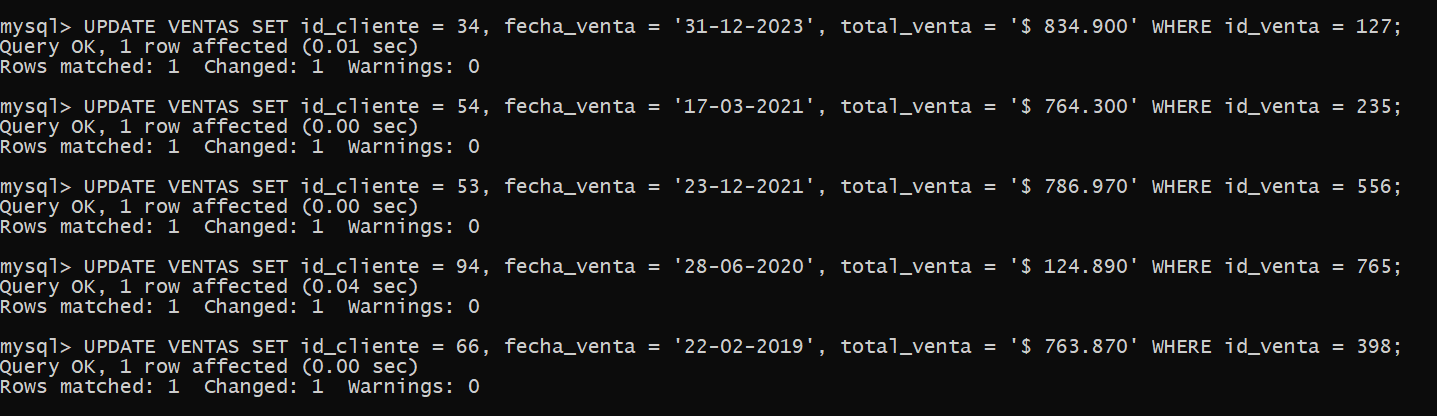 mysql> UPDATE VENTAS SET id_cliente = 34, fecha_venta = '31-12-2023', total_venta = '$ 834.900' WHERE id_venta = 127;
Query OK, 1 row affected (0.01 sec)
Rows matched: 1  Changed: 1  Warnings: 0

mysql> UPDATE VENTAS SET id_cliente = 54, fecha_venta = '17-03-2021', total_venta = '$ 764.300' WHERE id_venta = 235;
Query OK, 1 row affected (0.00 sec)
Rows matched: 1  Changed: 1  Warnings: 0

mysql> UPDATE VENTAS SET id_cliente = 53, fecha_venta = '23-12-2021', total_venta = '$ 786.970' WHERE id_venta = 556;
Query OK, 1 row affected (0.00 sec)
Rows matched: 1  Changed: 1  Warnings: 0

mysql> UPDATE VENTAS SET id_cliente = 94, fecha_venta = '28-06-2020', total_venta = '$ 124.890' WHERE id_venta = 765;
Query OK, 1 row affected (0.04 sec)
Rows matched: 1  Changed: 1  Warnings: 0

mysql> UPDATE VENTAS SET id_cliente = 66, fecha_venta = '22-02-2019', total_venta = '$ 763.870' WHERE id_venta = 398;
Query OK, 1 row affected (0.00 sec)
Rows matched: 1  Changed: 1  Warnings: 0